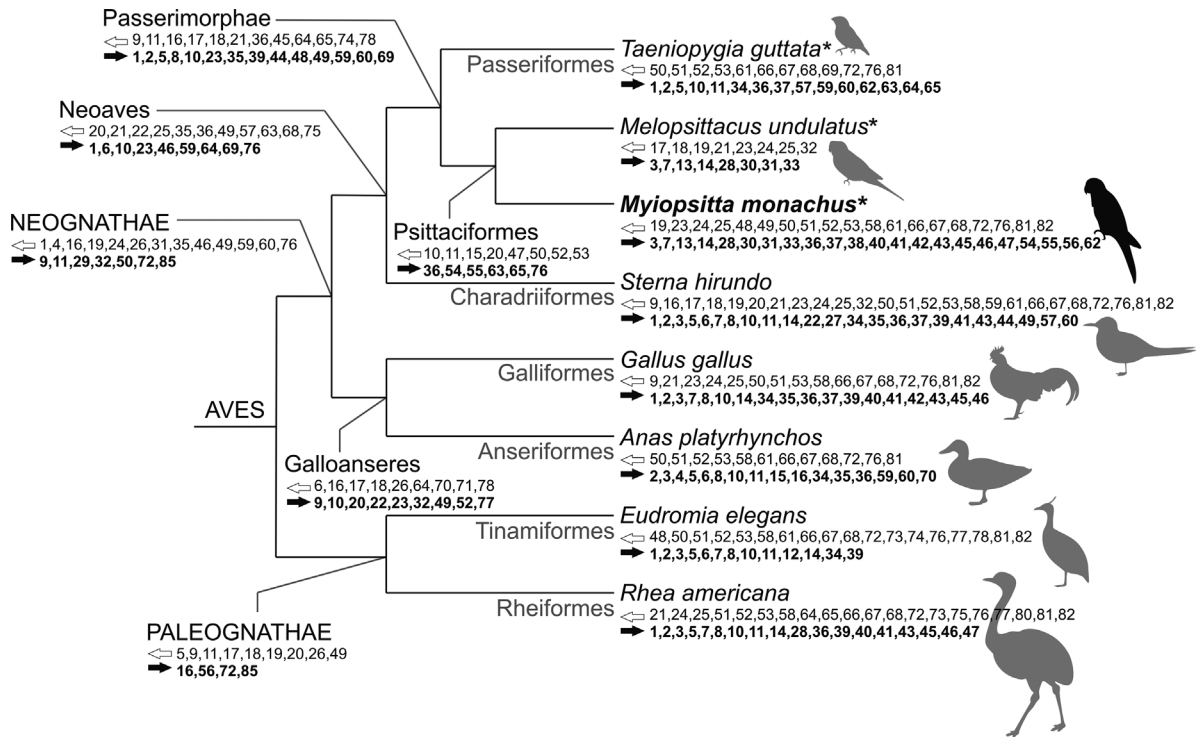 Passerimorphae
9,11,16,17,18,21,36,45,64,65,74,78
1,2,5,8,10,23,35,39,44,48,49,59,60,69
Taeniopygia guttata*
Passeriformes
50,51,52,53,61,66,67,68,69,72,76,81
1,2,5,10,11,34,36,37,57,59,60,62,63,64,65
Neoaves
20,21,22,25,35,36,49,57,63,68,75
1,6,10,23,46,59,64,69,76
Melopsittacus undulatus*
17,18,19,21,23,24,25,32
3,7,13,14,28,30,31,33
Myiopsitta monachus*
19,23,24,25,48,49,50,51,52,53,58,61,66,67,68,72,76,81,82
3,7,13,14,28,30,31,33,36,37,38,40,41,42,43,45,46,47,54,55,56,62
NEOGNATHAE
1,4,16,19,24,26,31,35,46,49,59,60,76
9,11,29,32,50,72,85
Psittaciformes
10,11,15,20,47,50,52,53
36,54,55,63,65,76
Sterna hirundo
Charadriiformes
9,16,17,18,19,20,21,23,24,25,32,50,51,52,53,58,59,61,66,67,68,72,76,81,82
1,2,3,5,6,7,8,10,11,14,22,27,34,35,36,37,39,41,43,44,49,57,60
Gallus gallus
Galliformes
9,21,23,24,25,50,51,53,58,66,67,68,72,76,81,82
1,2,3,7,8,10,14,34,35,36,37,39,40,41,42,43,45,46
AVES
Anas platyrhynchos
Anseriformes
50,51,52,53,58,61,66,67,68,72,76,81
2,3,4,5,6,8,10,11,15,16,34,35,36,59,60,70
Galloanseres
6,16,17,18,26,64,70,71,78
9,10,20,22,23,32,49,52,77
Eudromia elegans
Tinamiformes
48,50,51,52,53,58,61,66,67,68,72,73,74,76,77,78,81,82
1,2,3,5,6,7,8,10,11,12,14,34,39
Rhea americana
Rheiformes
21,24,25,51,52,53,58,64,65,66,67,68,72,73,75,76,77,80,81,82
1,2,3,5,7,8,10,11,14,28,36,39,40,41,43,45,46,47
PALEOGNATHAE
5,9,11,17,18,19,20,26,49
16,56,72,85